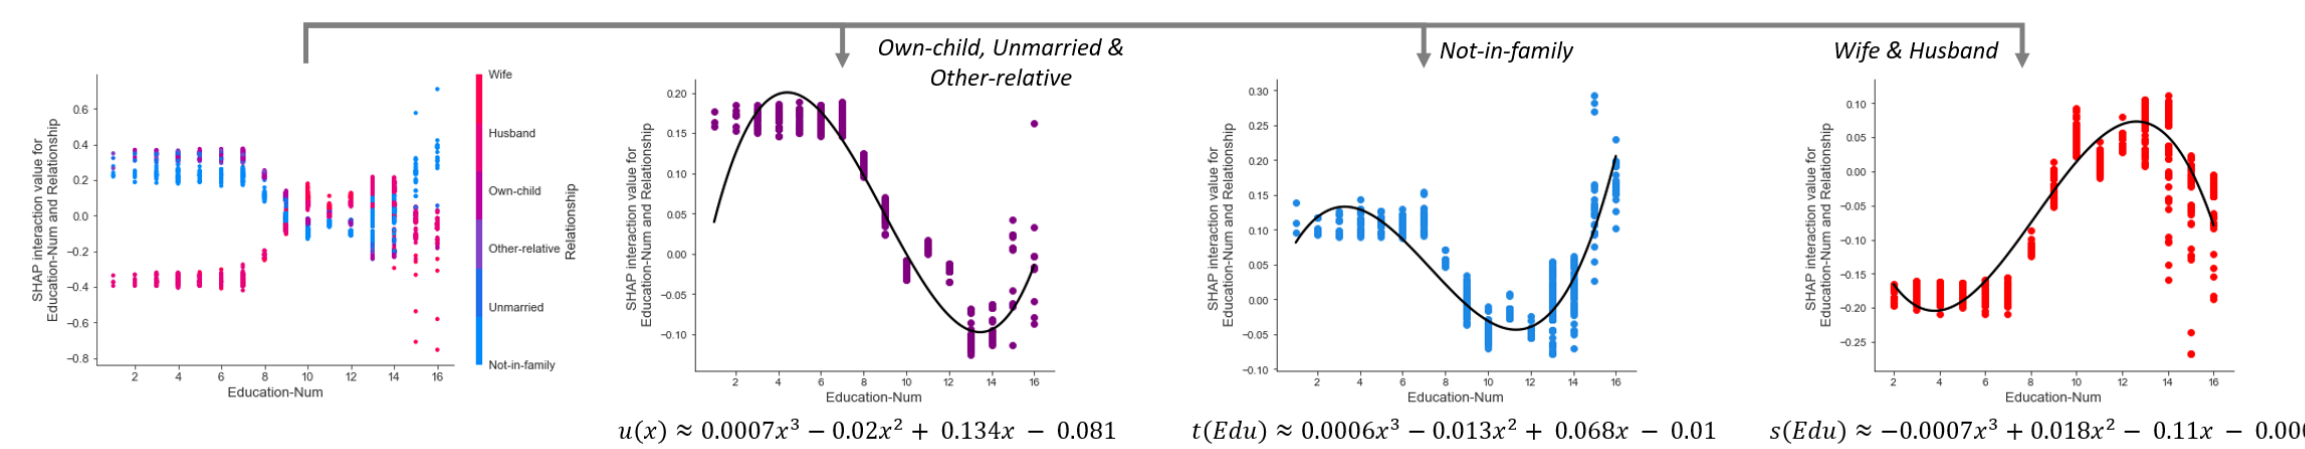 Own-child, Unmarried &
Other-relative
Not-in-family
Wife & Husband
SHAP interaction value for
Education-Num and Relationship
0.6
0.4
0.2
0.0
−0.2
−0.4
−0.6
−0.8
2 4 6 8 10 12 14 16
Education-Num
Wife
Husband
Own-child
Other-relative
Unmarried
Not-in-family
Relationship
SHAP interaction value for
Education-Num and Relationship
0.20
0.15
0.10
0.05
0.00
−0.05
−0.10
2 4 6 8 10 12 14 16
Education-Num
u(x) ≈ 0.0007x³ − 0.02x² + 0.134x − 0.081
SHAP interaction value for
Education-Num and Relationship
0.30
0.25
0.20
0.15
0.10
0.05
0.00
−0.05
−0.10
2 4 6 8 10 12 14 16
Education-Num
t(Edu) ≈ 0.0006x³ − 0.013x² + 0.068x − 0.01
SHAP interaction value for
Education-Num and Relationship
0.10
0.05
0.00
−0.05
−0.10
−0.15
−0.20
−0.25
2 4 6 8 10 12 14 16
Education-Num
s(Edu) ≈ −0.0007x³ + 0.018x² − 0.11x −